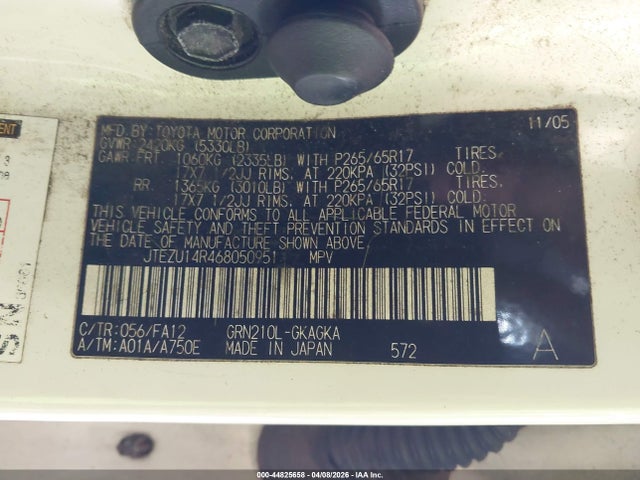 MFD. BY: TOYOTA MOTOR CORPORATION 11/05
GVWR: 2420KG (5330LB)
GAWR: FRT. 1060KG (2335LB) WITH P265/65R17 TIRES,
17X7 1/2JJ RIMS, AT 220KPA (32PSI) COLD.
RR. 1365KG (3010LB) WITH P265/65R17 TIRES,
17X7 1/2JJ RIMS, AT 220KPA (32PSI) COLD.
THIS VEHICLE CONFORMS TO ALL APPLICABLE FEDERAL MOTOR
VEHICLE SAFETY AND THEFT PREVENTION STANDARDS IN EFFECT ON
THE DATE OF MANUFACTURE SHOWN ABOVE.
JTEZU14R468050951 MPV
C/TR: 056/FA12 GRN210L-GKAGKA
A/TM: A01A/A750E MADE IN JAPAN 572 A
000-44825658 - 04/08/2026 - © IAA Inc.